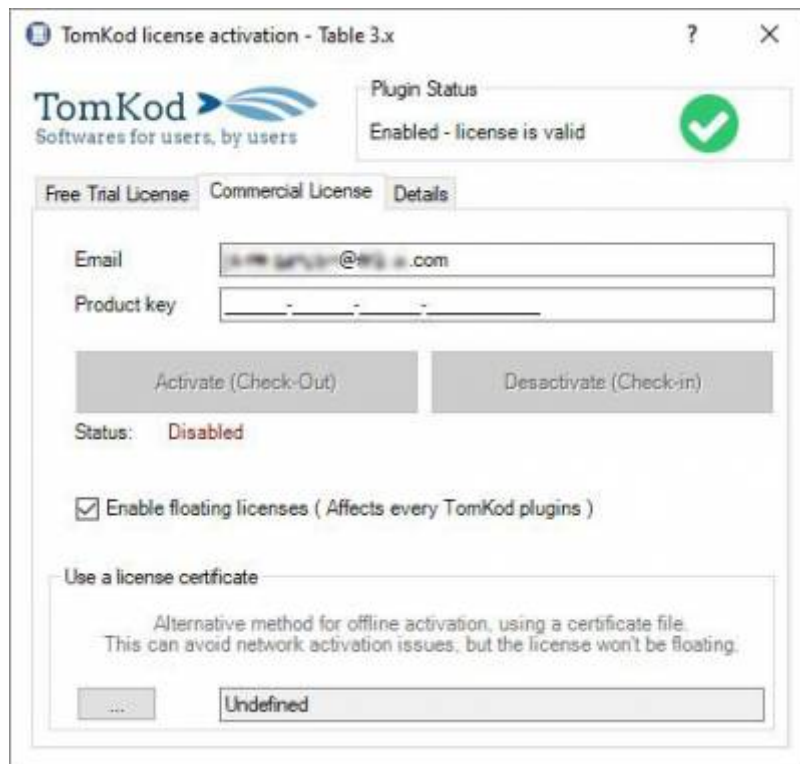 TomKod license activation - Table 3.x
?
TomKod
Softwares for users, by users
Plugin Status
Enabled - license is valid
Free Trial License
Commercial License
Details
Email
@
.com
Product key
Activate (Check-Out)
Desactivate (Check-in)
Status: Disabled
Enable floating licenses ( Affects every TomKod plugins )
Use a license certificate
Alternative method for offline activation, using a certificate file.
This can avoid network activation issues, but the license won't be floating.
...
Undefined